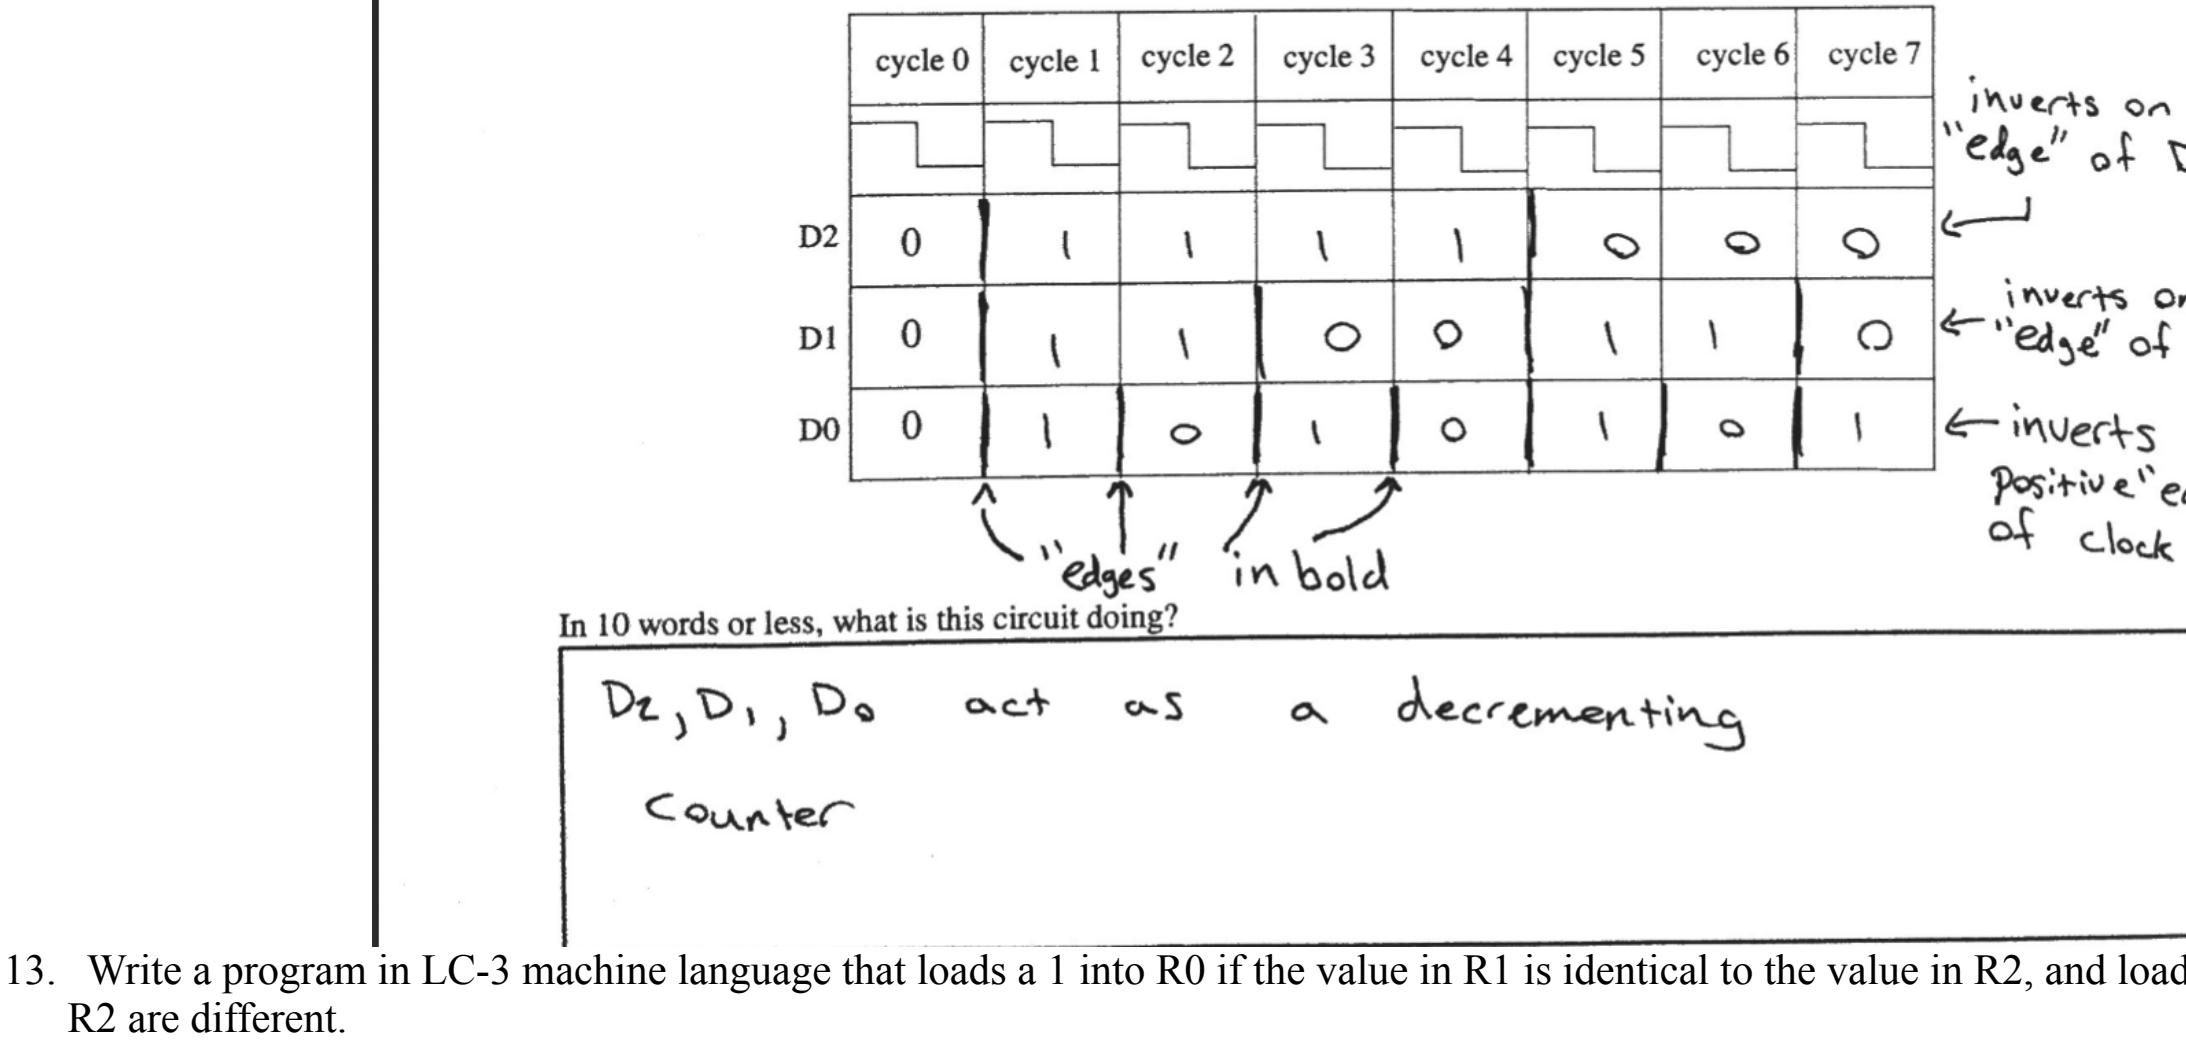 cycle 0 cycle 1 cycle 2 cycle 3 cycle 4 cycle 5 cycle 6 cycle 7
inverts on
"edge" of
D2 0 1 1 1 1 0 0 0
inverts
D1 0 1 1 0 0 1 1 0
"edge" of
D0 0 1 0 1 0 1 0 1
inverts
positive"
of clock
"edges" in bold
In 10 words or less, what is this circuit doing?
D2, D1, D0 act as a decrementing
counter
13. Write a program in LC-3 machine language that loads a 1 into R0 if the value in R1 is identical to the value in R2, and load
R2 are different.